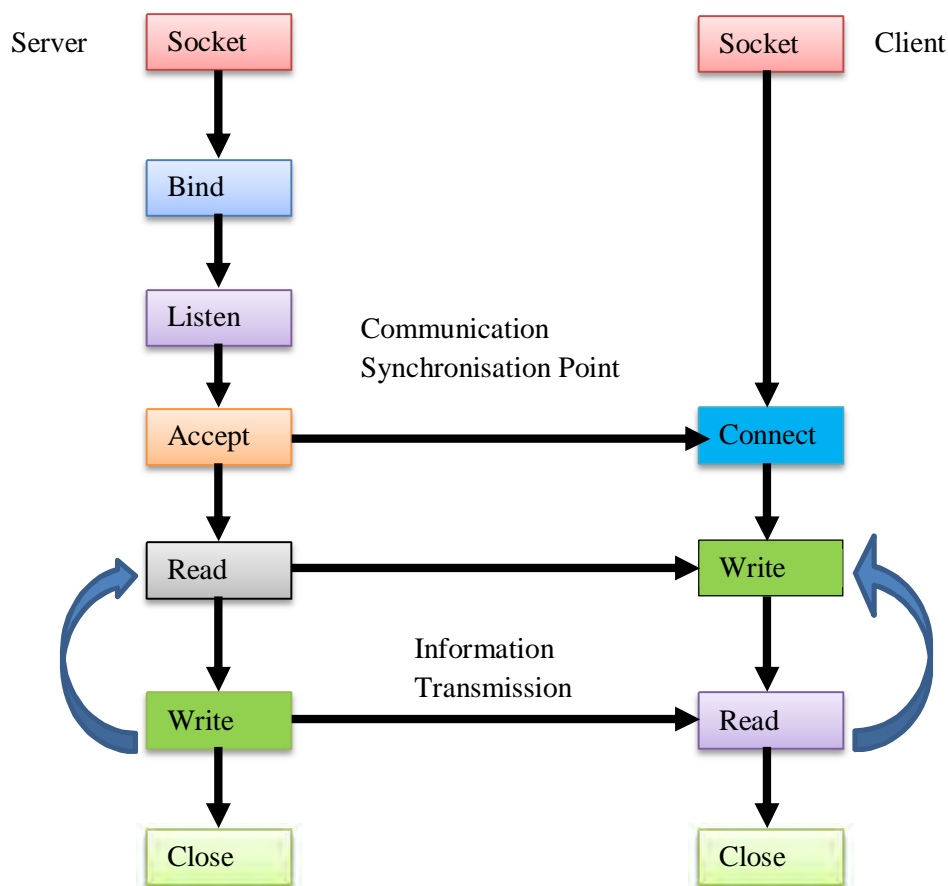 Server
Socket
Socket
Client
Bind
Listen
Communication
Synchronisation Point
Accept
Connect
Read
Write
Information
Transmission
Write
Read
Close
Close